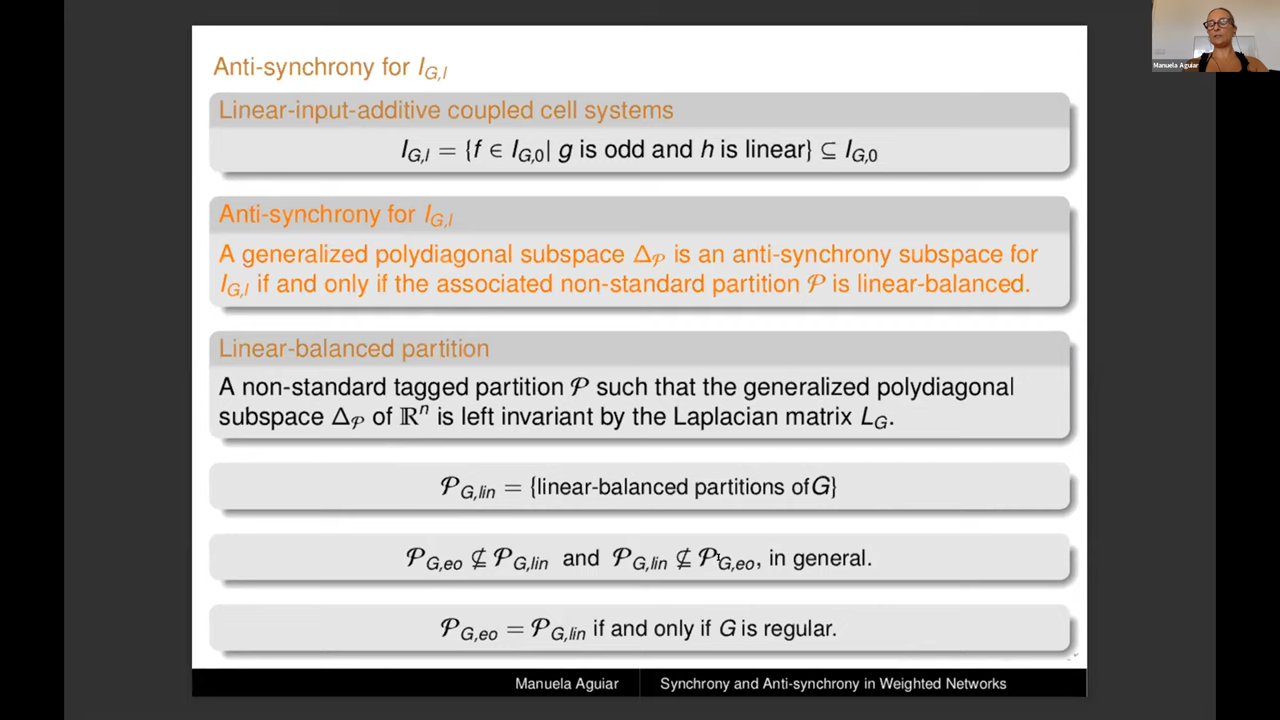 Manuela Aguiar
Anti-synchrony for I_{G,l}
Linear-input-additive coupled cell systems
I_{G,l} = {f ∈ I_{G,0}| g is odd and h is linear} ⊆ I_{G,0}
Anti-synchrony for I_{G,l}
A generalized polydiagonal subspace Δ_𝒫 is an anti-synchrony subspace for
I_{G,l} if and only if the associated non-standard partition 𝒫 is linear-balanced.
Linear-balanced partition
A non-standard tagged partition 𝒫 such that the generalized polydiagonal
subspace Δ_𝒫 of ℝⁿ is left invariant by the Laplacian matrix L_G.
𝒫_{G,lin} = {linear-balanced partitions of G}
𝒫_{G,eo} ⊈ 𝒫_{G,lin} and 𝒫_{G,lin} ⊈ 𝒫_{G,eo}, in general.
𝒫_{G,eo} = 𝒫_{G,lin} if and only if G is regular.
Manuela Aguiar Synchrony and Anti-synchrony in Weighted Networks